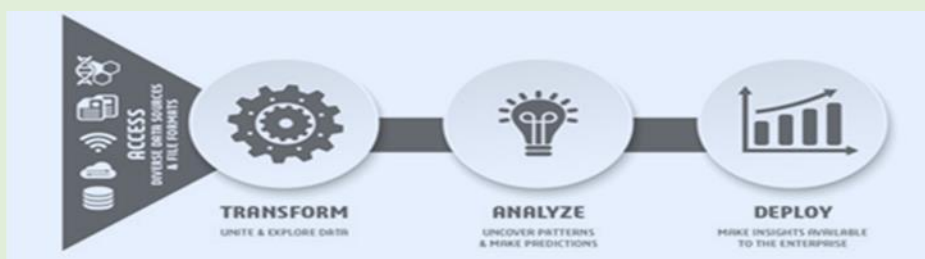 ACCESS
DIVERSE DATA SOURCES
& FILE FORMATS
TRANSFORM
UNITE & EXPLORE DATA
ANALYZE
UNCOVER PATTERNS
& MAKE PREDICTIONS
DEPLOY
MAKE INSIGHTS AVAILABLE
TO THE ENTERPRISE